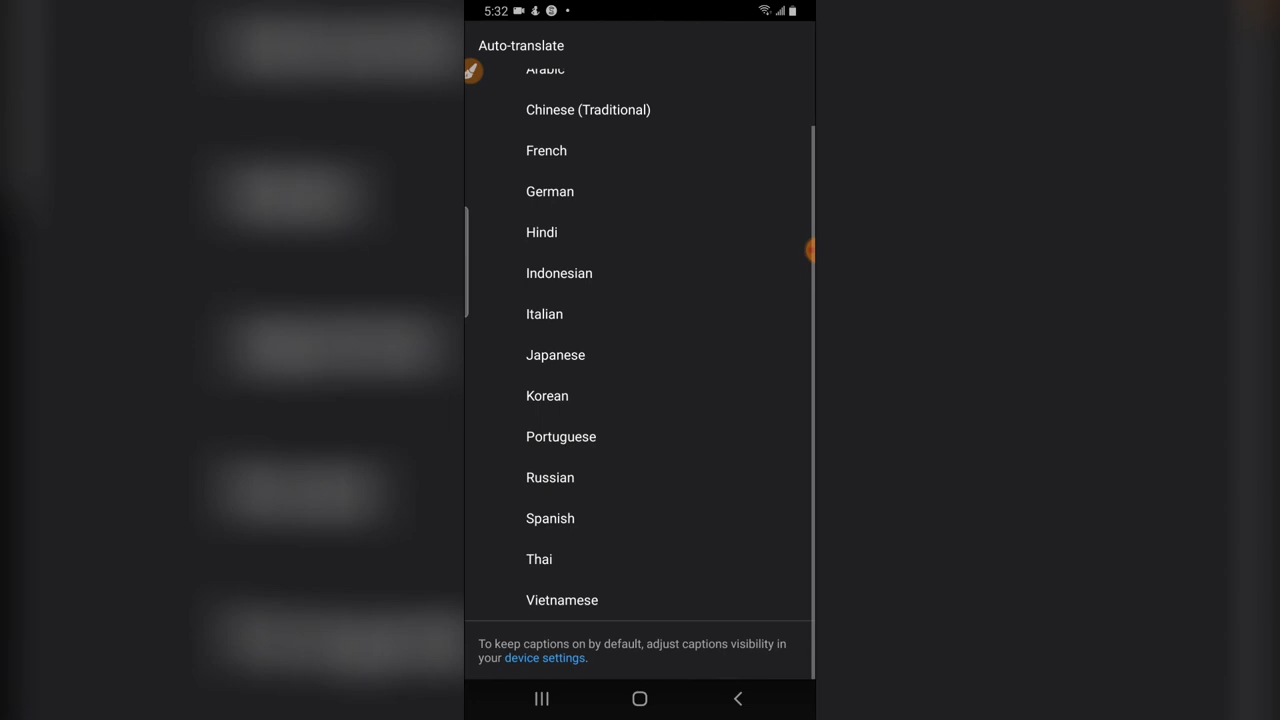 5:32
Auto-translate
Arabic
Chinese (Traditional)
French
German
Hindi
Indonesian
Italian
Japanese
Korean
Portuguese
Russian
Spanish
Thai
Vietnamese
To keep captions on by default, adjust captions visibility in
your device settings.